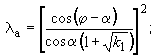 λₐ = [cos(φ−α) / cosα(1+√k₁)]²;